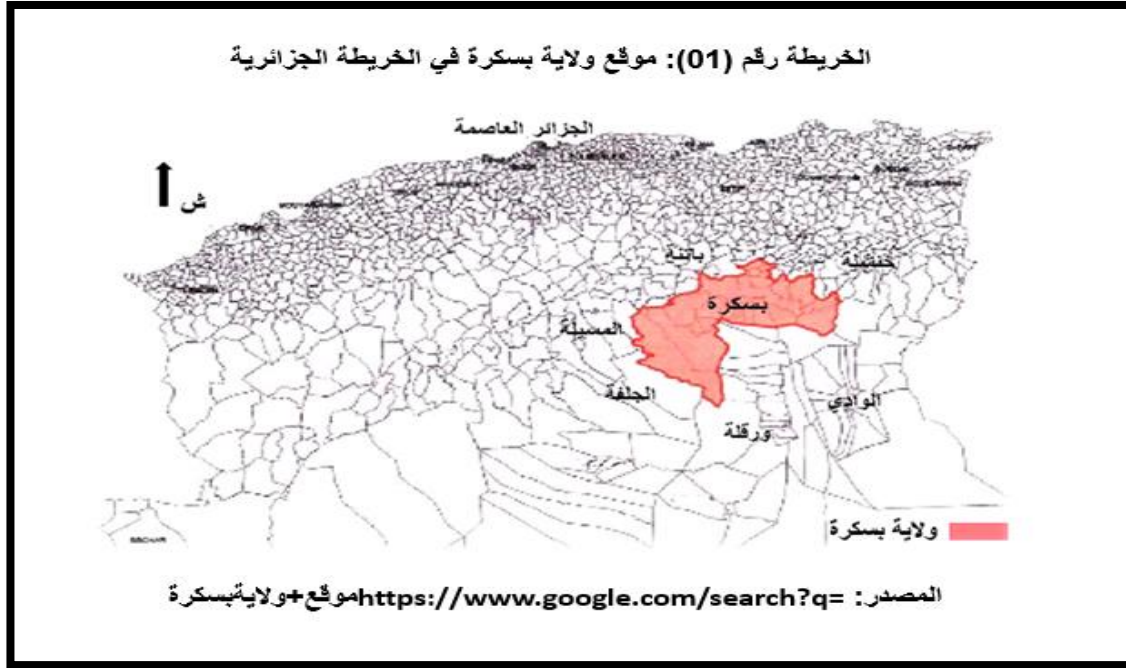 الخريطة رقم (01): موقع ولاية بسكرة في الخريطة الجزائرية
الجزائر العاصمة
ش
باتنة
خنشلة
بسكرة
المسيلة
الجلفة
الوادي
ورقلة
ولاية بسكرة
المصدر: https://www.google.com/search?q=موقع+ولايةبسكرة